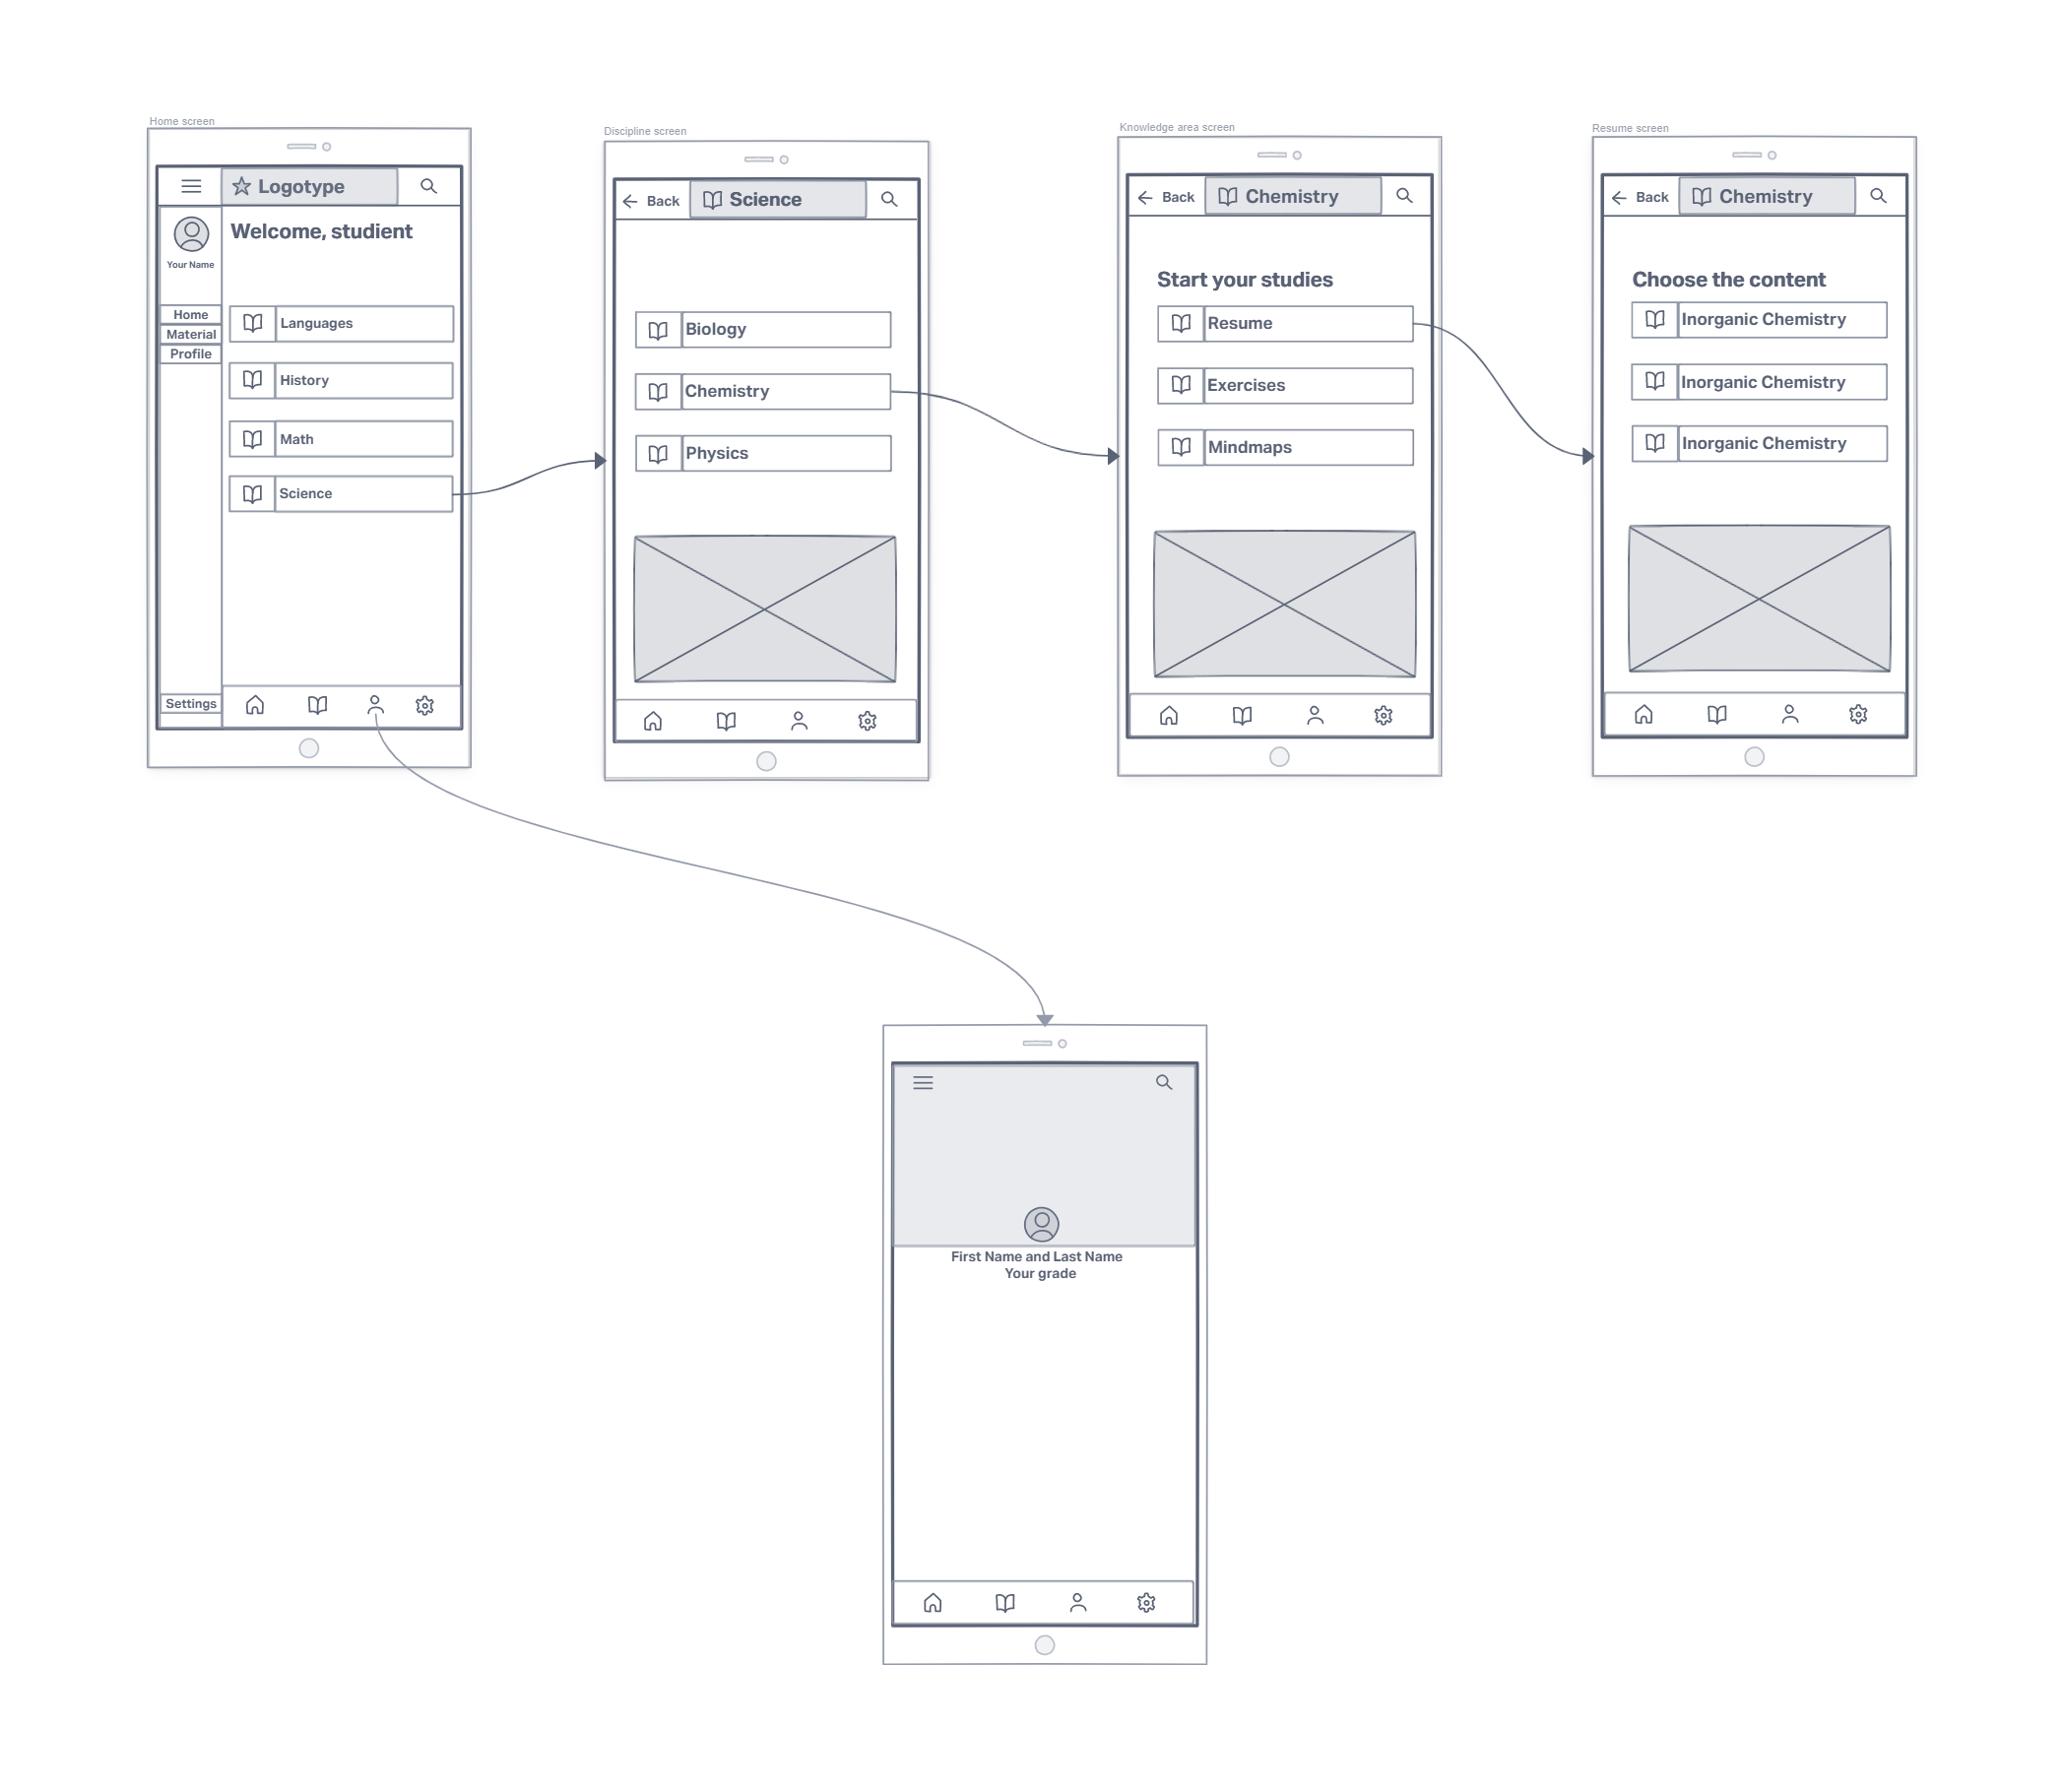 Home screen
Logotype
Your Name
Welcome, studient
Home
Material
Profile
Languages
History
Math
Science
Settings
Discipline screen
Back
Science
Biology
Chemistry
Physics
Knowledge area screen
Back
Chemistry
Start your studies
Resume
Exercises
Mindmaps
Resume screen
Back
Chemistry
Choose the content
Inorganic Chemistry
Inorganic Chemistry
Inorganic Chemistry
First Name and Last Name
Your grade